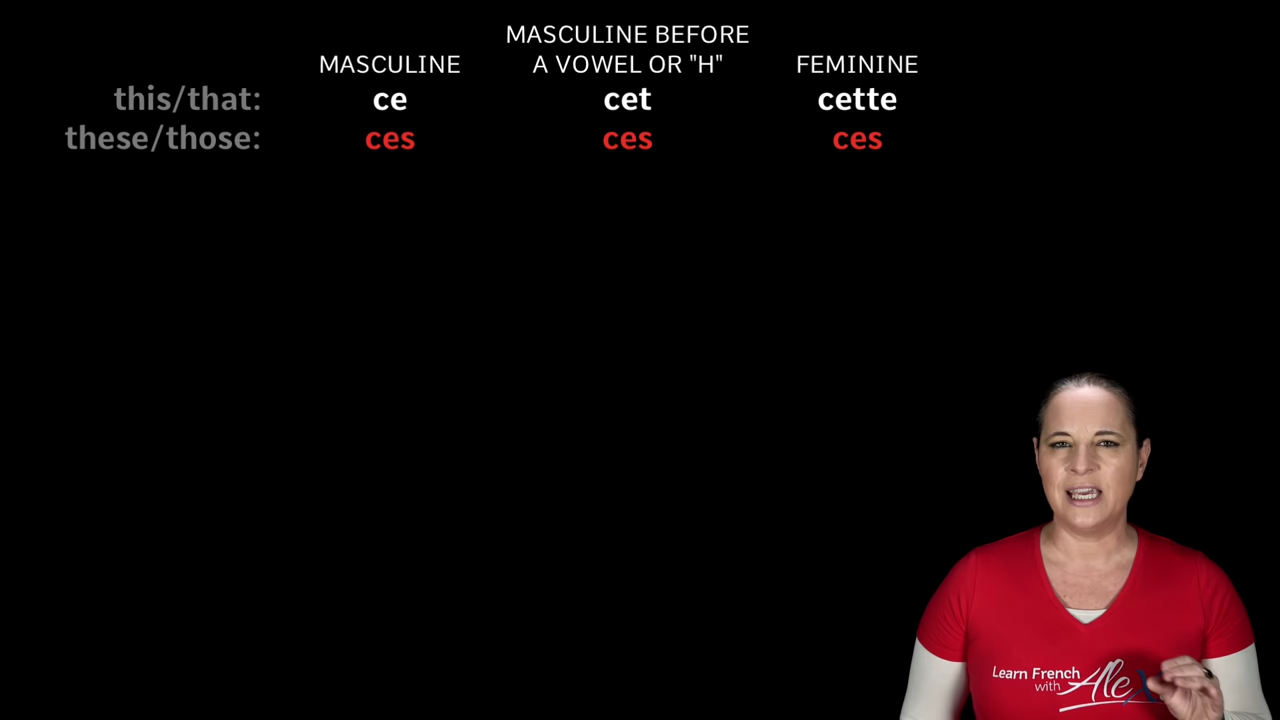 MASCULINE BEFORE
MASCULINE A VOWEL OR "H" FEMININE
this/that: ce cet cette
these/those: ces ces ces
Learn French
with Alex